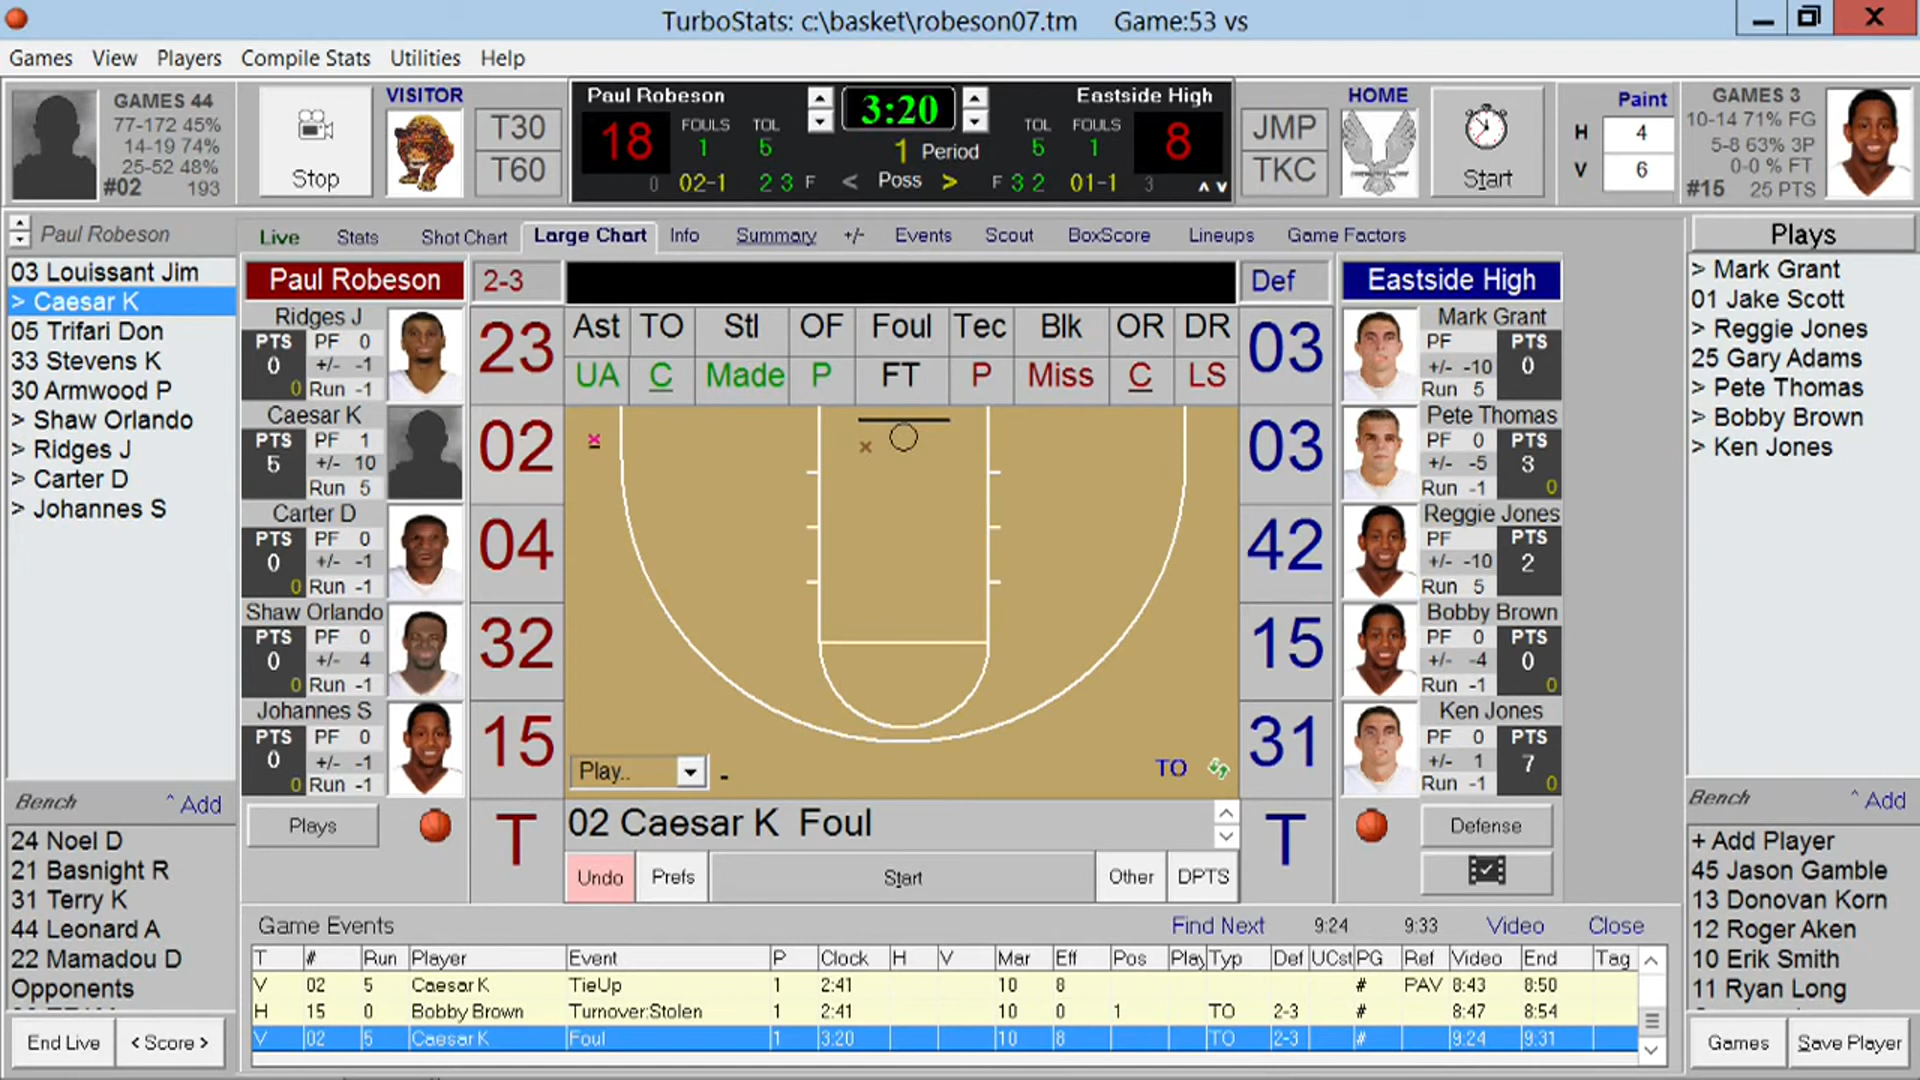 TurboStats: c:\basket\robeson07.tm Game:53 vs
Games View Players Compile Stats Utilities Help
GAMES 44
77-172 45%
14-19 74%
25-52 48%
#02 193
Stop
VISITOR
T30
T60
Paul Robeson
18
FOULS TOL
1 5
0 02-1 2 3 F
3:20
1 Period
< Poss >
Eastside High
TOL FOULS
5 1
8
F 3 2 01-1 3
JMP
TKC
HOME
Start
Paint
H 4
V 6
GAMES 3
10-14 71% FG
5-8 63% 3P
0-0 % FT
#15 25 PTS
Paul Robeson
03 Louissant Jim
> Caesar K
05 Trifari Don
33 Stevens K
30 Armwood P
> Shaw Orlando
> Ridges J
> Carter D
> Johannes S
Bench ^ Add
24 Noel D
21 Basnight R
31 Terry K
44 Leonard A
22 Mamadou D
Opponents
End Live < Score >
Live Stats Shot Chart Large Chart Info Summary +/- Events Scout BoxScore Lineups Game Factors
Paul Robeson
Ridges J
PTS PF 0
0 +/- -1
0 Run -1
Caesar K
PTS PF 1
5 +/- 10
Run 5
Carter D
PTS PF 0
0 +/- -1
0 Run -1
Shaw Orlando
PTS PF 0
0 +/- 4
0 Run -1
Johannes S
PTS PF 0
0 +/- -1
0 Run -1
Plays
2-3
23
02
04
32
15
T
Ast TO Stl OF Foul Tec Blk OR DR
UA C Made P FT P Miss C LS
x
x
Play.. -
TO
02 Caesar K Foul
Undo Prefs Start Other DPTS
Def
03
03
42
15
31
T
Eastside High
Mark Grant
PF PTS
+/- -10 0
Run 5
Pete Thomas
PF 0 PTS
+/- -5 3
Run -1 0
Reggie Jones
PF PTS
+/- -10 2
Run 5
Bobby Brown
PF 0 PTS
+/- -4 0
Run -1 0
Ken Jones
PF 0 PTS
+/- 1 7
Run -1 0
Defense
Plays
> Mark Grant
01 Jake Scott
> Reggie Jones
25 Gary Adams
> Pete Thomas
> Bobby Brown
> Ken Jones
Bench ^ Add
+ Add Player
45 Jason Gamble
13 Donovan Korn
12 Roger Aken
10 Erik Smith
11 Ryan Long
Games Save Player
Game Events Find Next 9:24 9:33 Video Close
T # Run Player Event P Clock H V Mar Eff Pos Play Typ Def UCst PG Ref Video End Tag
V 02 5 Caesar K TieUp 1 2:41 10 8 # PAV 8:43 8:50
H 15 0 Bobby Brown Turnover:Stolen 1 2:41 10 0 1 TO 2-3 # 8:47 8:54
V 02 5 Caesar K Foul 1 3:20 10 8 TO 2-3 # 9:24 9:31